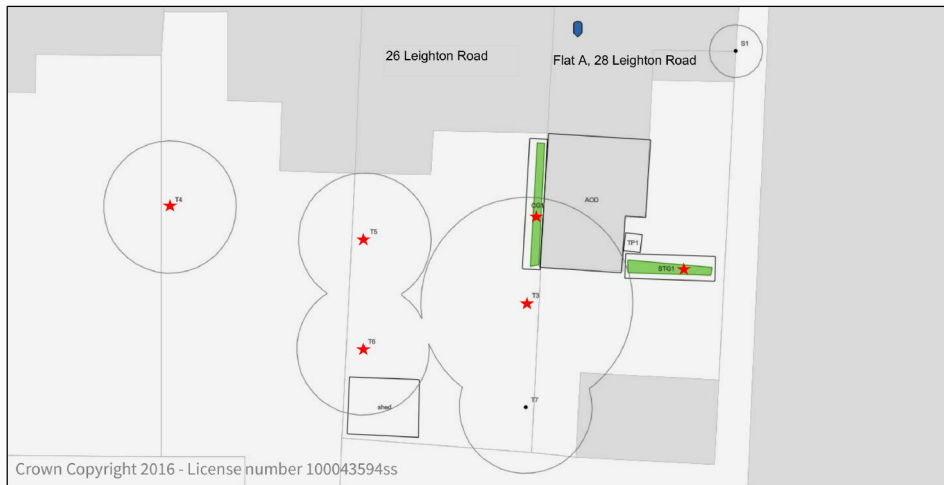 26 Leighton Road
Flat A, 28 Leighton Road
S1
T4
T5
AOD
TP1
STG1
T3
T6
shed
T7
Crown Copyright 2016 - License number 100043594ss